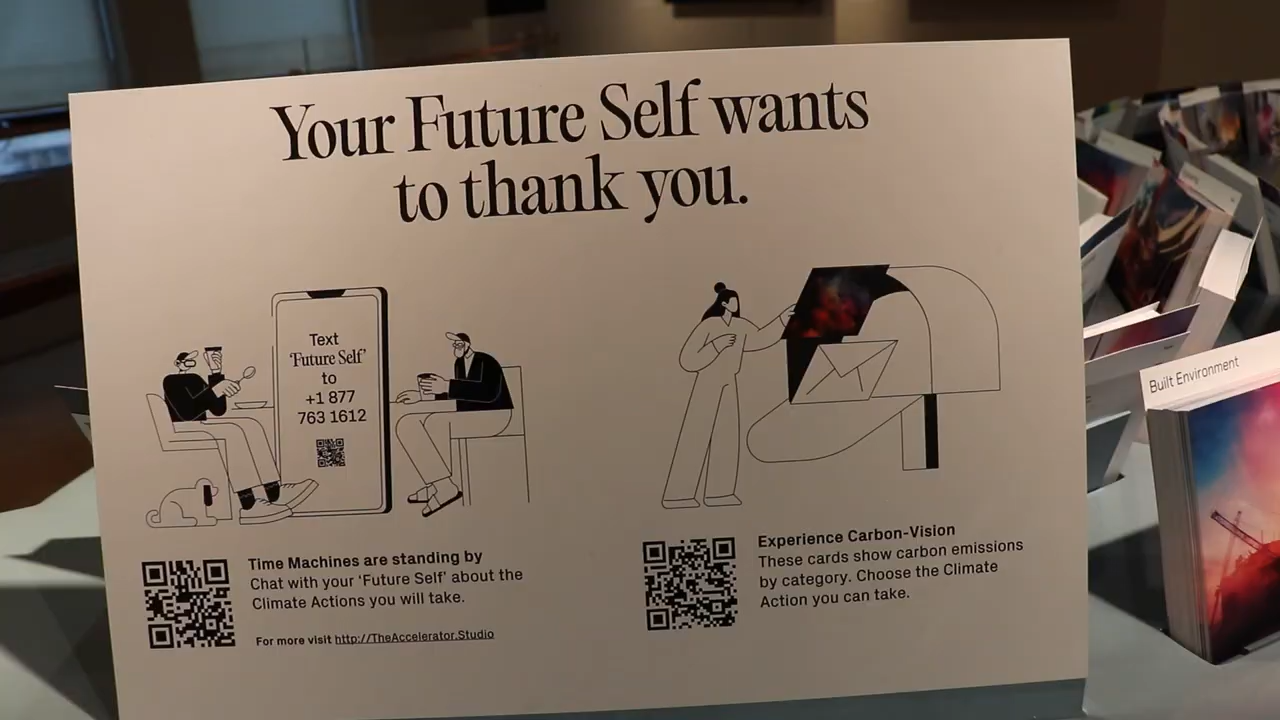 Your Future Self wants
to thank you.
Text
'Future Self'
to
+1 877
763 1612
Time Machines are standing by
Chat with your 'Future Self' about the
Climate Actions you will take.
For more visit http://TheAccelerator.Studio
Experience Carbon-Vision
These cards show carbon emissions
by category. Choose the Climate
Action you can take.
Built Environment